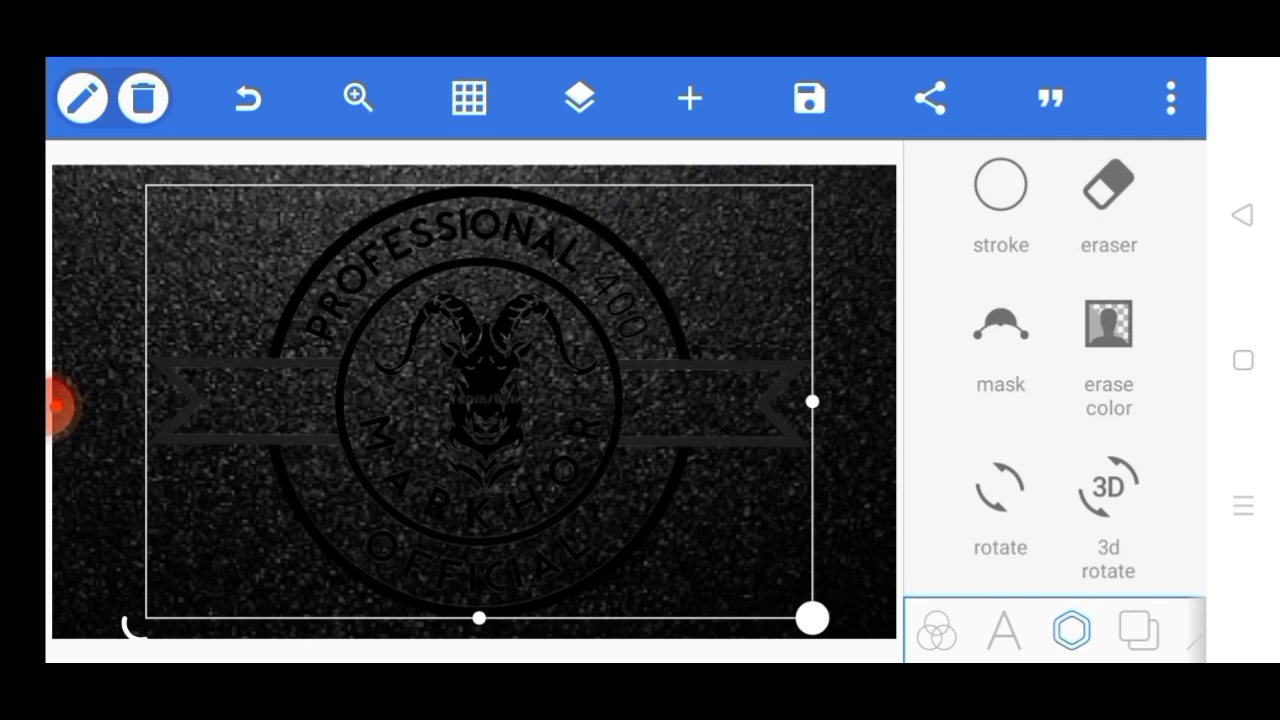 stroke
eraser
mask
erase
color
3D
rotate
3d
rotate
PROFESSIONAL 400
MARKHOR
OFFICIAL